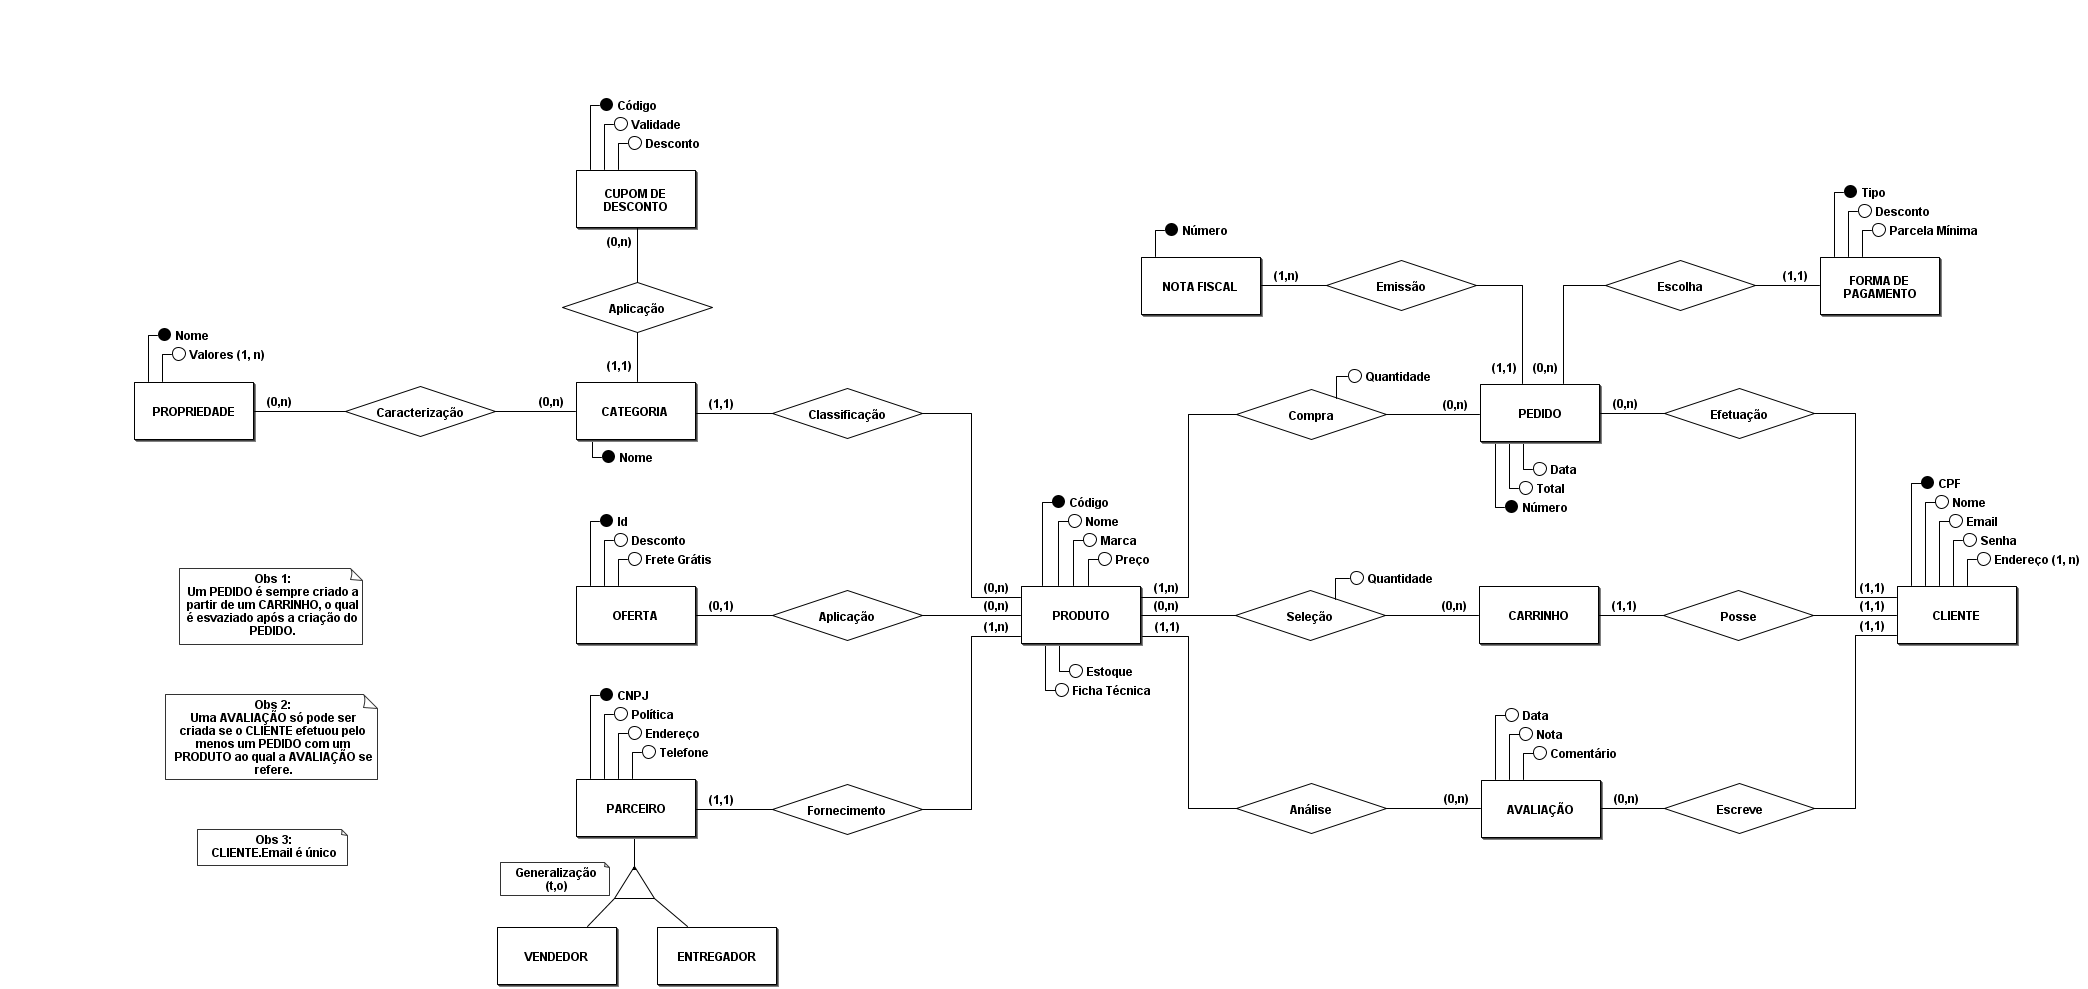 Código
Validade
Desconto
CUPOM DE
DESCONTO
(0,n)
Aplicação
(1,1)
Nome
Valores (1, n)
PROPRIEDADE
(0,n)
Caracterização
(0,n)
CATEGORIA
Nome
(1,1)
Classificação
(0,n)
Id
Desconto
Frete Grátis
OFERTA
(0,1)
Aplicação
(0,n)
CNPJ
Política
Endereço
Telefone
PARCEIRO
(1,1)
Fornecimento
(1,n)
Generalização
(t,o)
VENDEDOR
ENTREGADOR
Obs 1:
Um PEDIDO é sempre criado a
partir de um CARRINHO, o qual
é esvaziado após a criação do
PEDIDO.
Obs 2:
Uma AVALIAÇÃO só pode ser
criada se o CLIENTE efetuou pelo
menos um PEDIDO com um
PRODUTO ao qual a AVALIAÇÃO se
refere.
Obs 3:
CLIENTE.Email é único
Código
Nome
Marca
Preço
PRODUTO
Estoque
Ficha Técnica
Número
NOTA FISCAL
(1,n)
Emissão
(1,1)
Tipo
Desconto
Parcela Mínima
FORMA DE
PAGAMENTO
(1,1)
Escolha
(0,n)
(1,n)
Compra
Quantidade
(0,n)
PEDIDO
Data
Total
Número
(0,n)
Efetuação
(1,1)
(0,n)
Seleção
Quantidade
(0,n)
CARRINHO
(1,1)
Posse
(1,1)
CPF
Nome
Email
Senha
Endereço (1, n)
CLIENTE
(1,1)
Análise
(0,n)
Data
Nota
Comentário
AVALIAÇÃO
(0,n)
Escreve
(1,1)